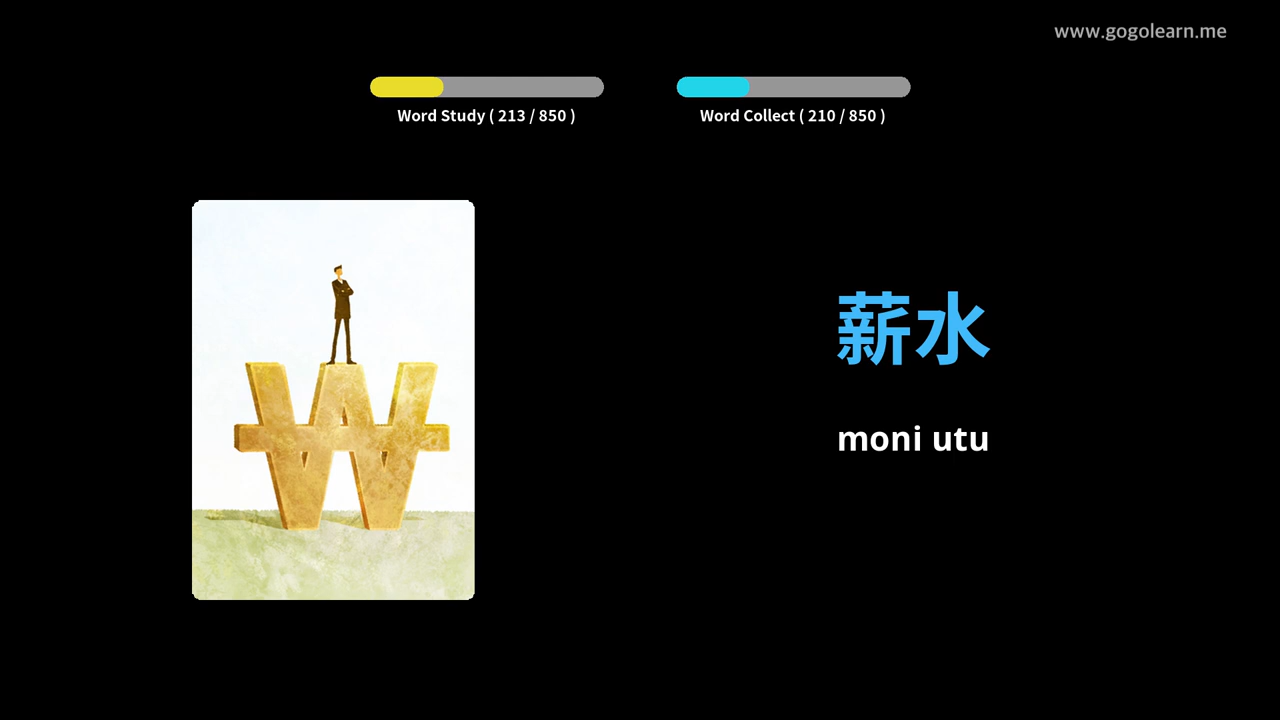 www.gogolearn.me
Word Study ( 213 / 850 )
Word Collect ( 210 / 850 )
薪水
moni utu